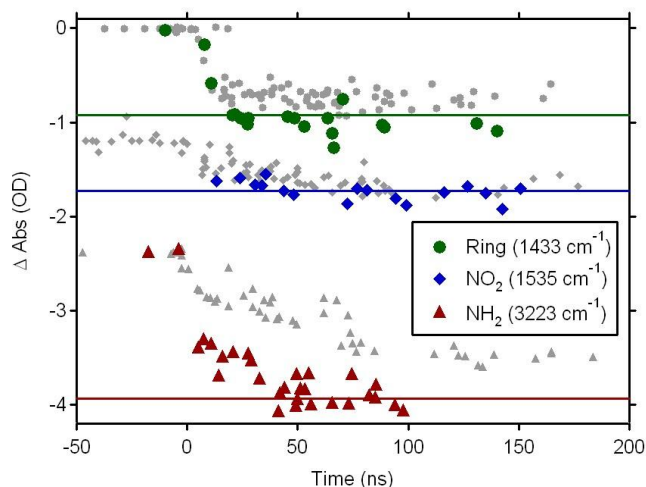 0
-1
-2
-3
-4
Δ Abs (OD)
Ring (1433 cm⁻¹)
NO₂ (1535 cm⁻¹)
NH₂ (3223 cm⁻¹)
-50 0 50 100 150 200
Time (ns)